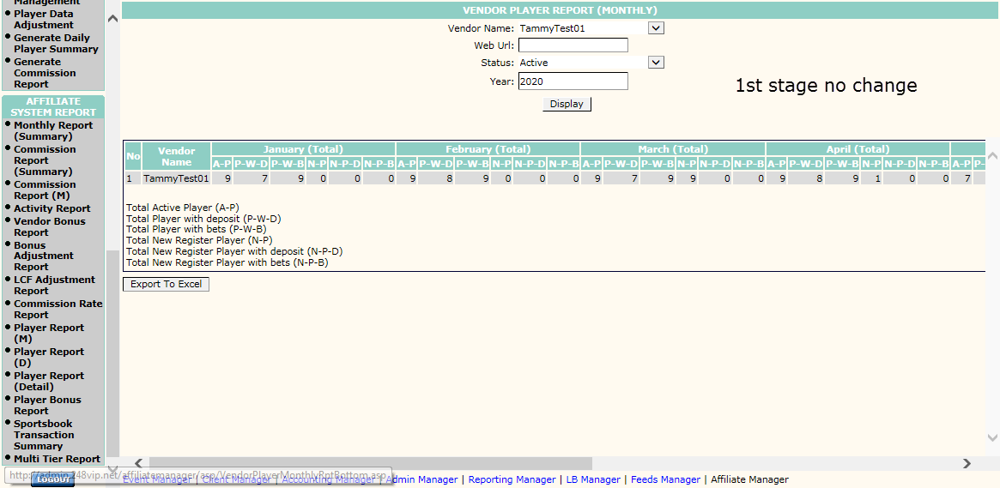 Management
Player Data
Adjustment
Generate Daily
Player Summary
Generate
Commission
Report
AFFILIATE
SYSTEM REPORT
Monthly Report
(Summary)
Commission
Report
(Summary)
Commission
Report (M)
Activity Report
Vendor Bonus
Report
Bonus
Adjustment
Report
LCF Adjustment
Report
Commission Rate
Report
Player Report
(M)
Player Report
(D)
Player Report
(Detail)
Player Bonus
Report
Sportsbook
Transaction
Summary
Multi Tier Report
LOGOUT
VENDOR PLAYER REPORT (MONTHLY)
Vendor Name: TammyTest01
Web Url:
Status: Active
Year: 2020
Display
1st stage no change
No Vendor Name January (Total) February (Total) March (Total) April (Total)
A-P P-W-D P-W-B N-P N-P-D N-P-B A-P P-W-D P-W-B N-P N-P-D N-P-B A-P P-W-D P-W-B N-P N-P-D N-P-B A-P P-W-D P-W-B N-P N-P-D N-P-B A-P P-
1 TammyTest01 9 7 9 0 0 0 9 8 9 0 0 0 9 7 9 9 0 0 9 8 9 1 0 0 7
Total Active Player (A-P)
Total Player with deposit (P-W-D)
Total Player with bets (P-W-B)
Total New Register Player (N-P)
Total New Register Player with deposit (N-P-D)
Total New Register Player with bets (N-P-B)
Export To Excel
http://admin.248vip.net/affiliatemanager/asp/VendorPlayerMonthlyRptBottom.asp
Event Manager | Client Manager | Accounting Manager | Admin Manager | Reporting Manager | LB Manager | Feeds Manager | Affiliate Manager